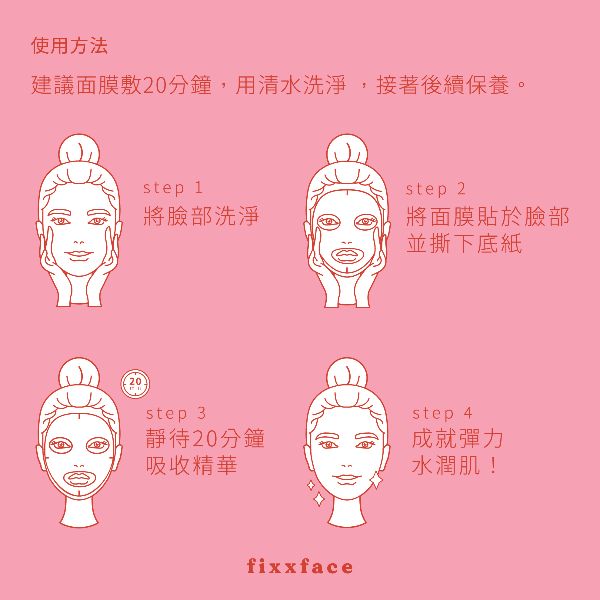 使用方法
建議面膜敷20分鐘，用清水洗淨 ，接著後續保養。
step 1
將臉部洗淨
step 2
將面膜貼於臉部
並撕下底紙
20
step 3
靜待20分鐘
吸收精華
step 4
成就彈力
水潤肌！
fixxface